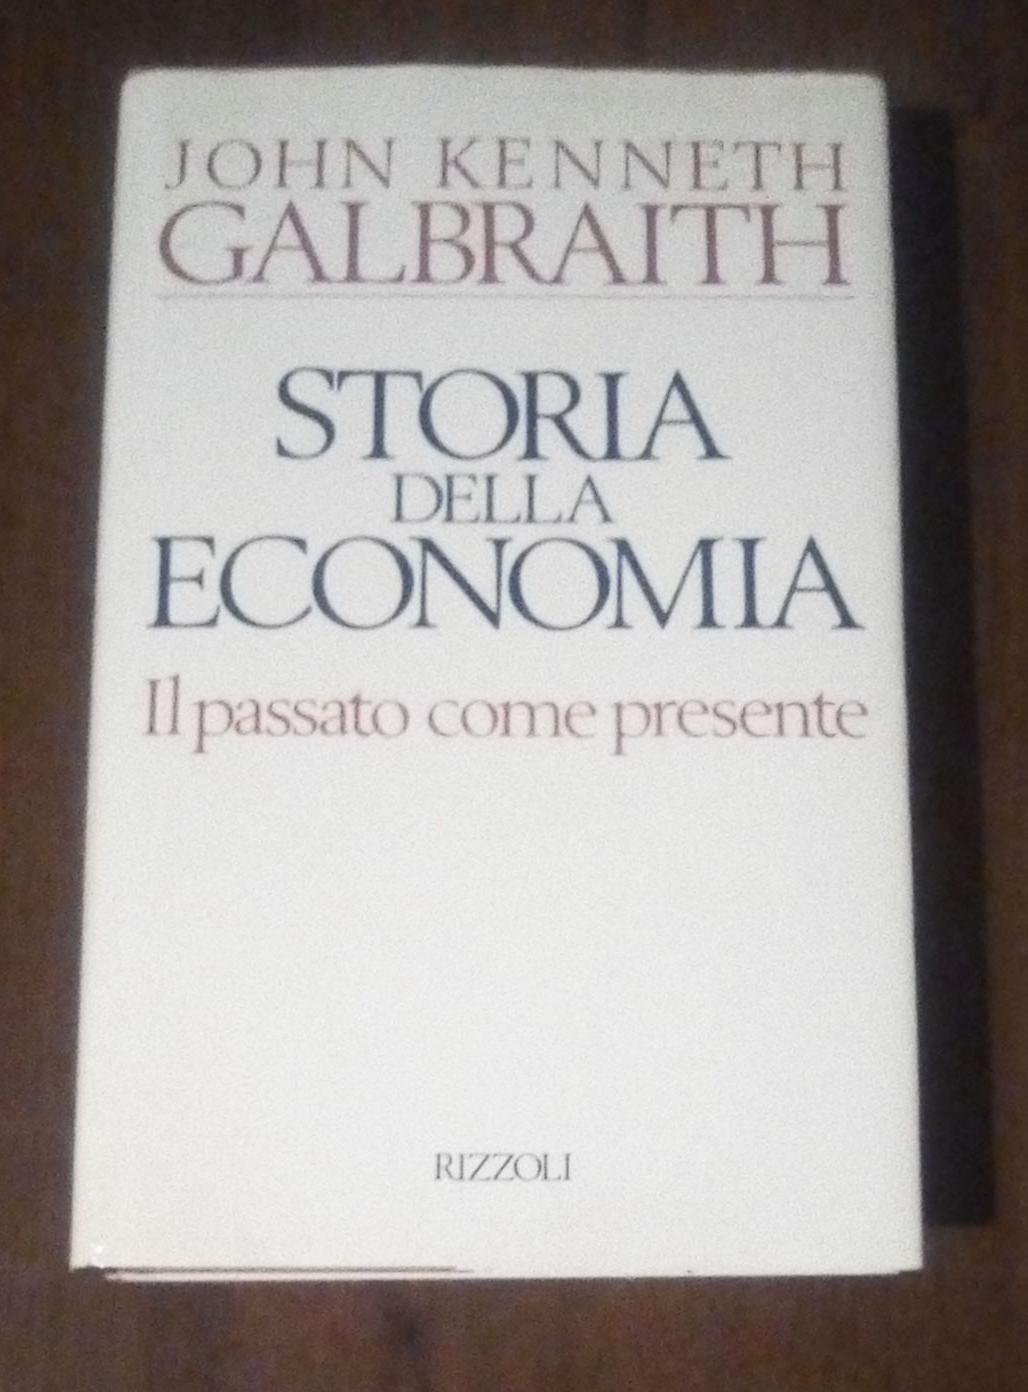 JOHN KENNETH
GALBRAITH
STORIA
DELLA
ECONOMIA
Il passato come presente
RIZZOLI